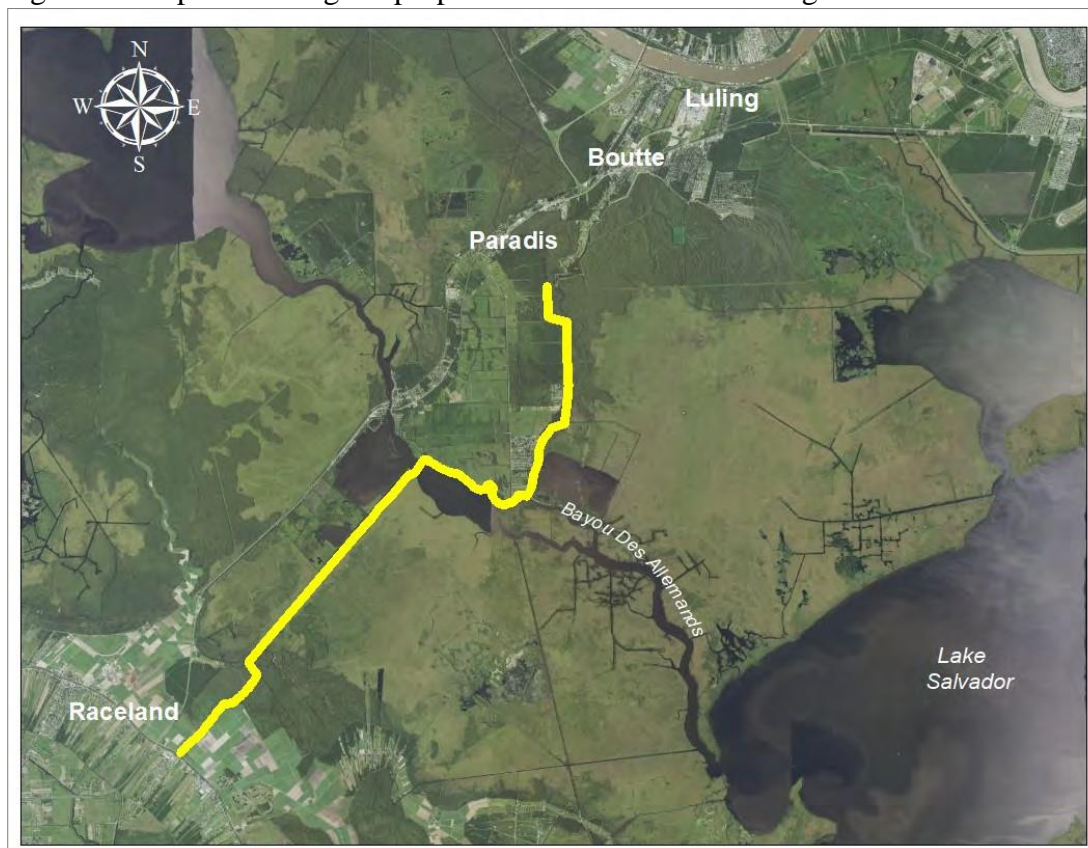 N
W E
S
Luling
Boutte
Paradis
Bayou Des Allemands
Lake
Salvador
Raceland